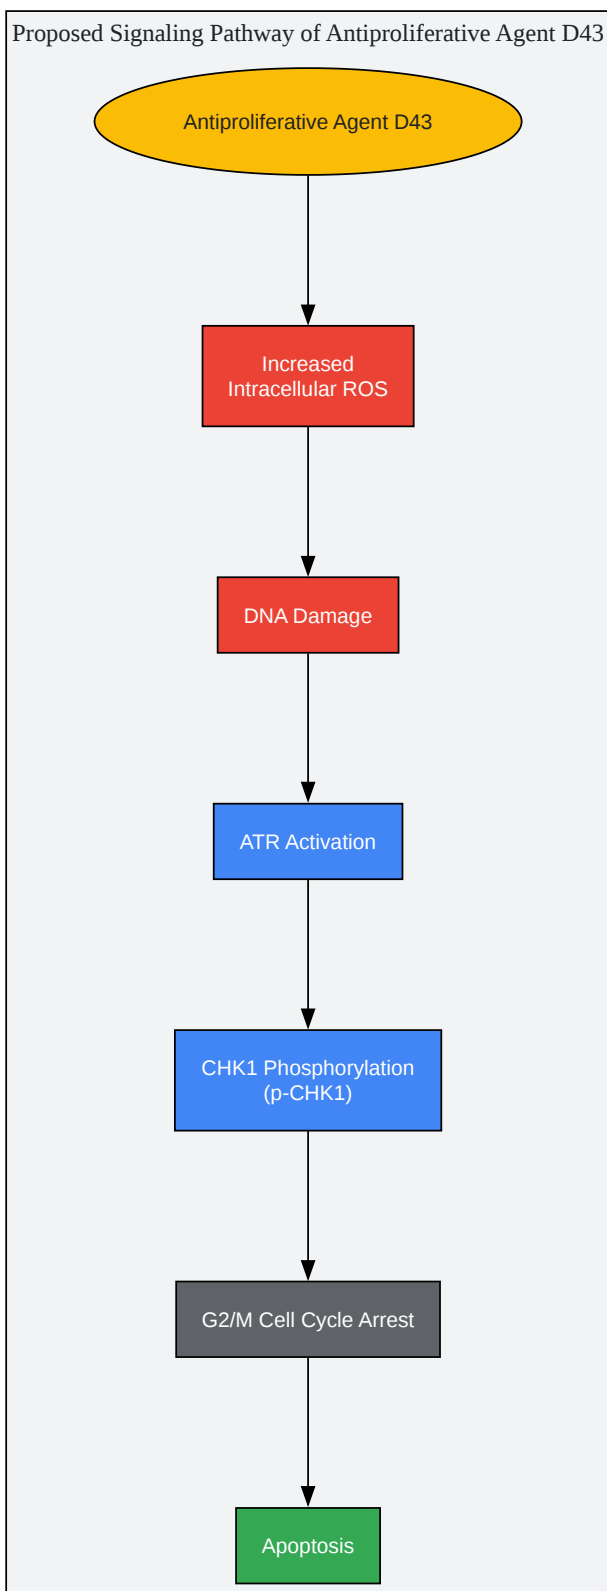 Proposed Signaling Pathway of Antiproliferative Agent D43
Antiproliferative Agent D43
Increased
Intracellular ROS
DNA Damage
ATR Activation
CHK1 Phosphorylation
(p-CHK1)
G2/M Cell Cycle Arrest
Apoptosis